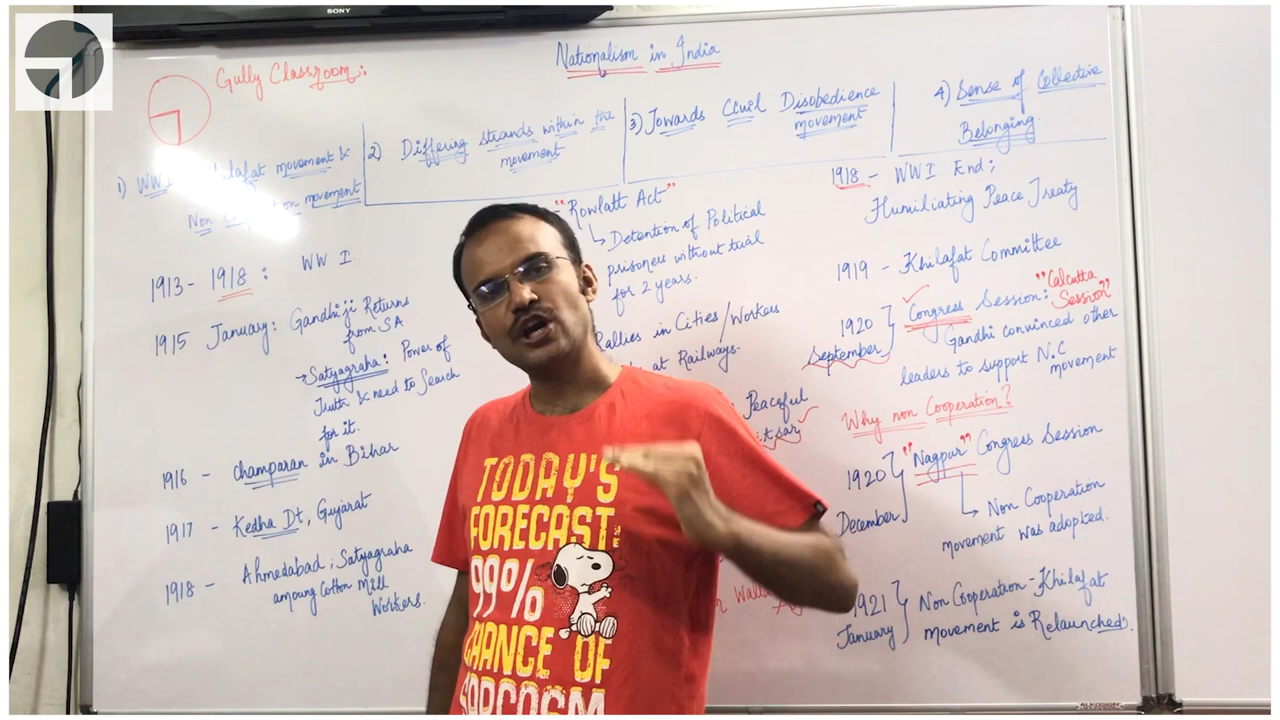 SONY
Nationalism in India
Gully Classroom:
1) WWI Khilafat movement &
Non movement
2) Differing strands within the
movement
3) Towards Civil Disobedience
movement
4) Sense of Collective
Belonging
1913 - 1918 : WW I
1915 January: Gandhiji Returns
from SA
→ Satyagraha: Power of
Truth & need to Search
for it.
1916 - Champaran in Bihar
1917 - Kedha Dt, Gujarat
1918 - Ahmedabad; Satyagraha
among Cotton Mill
Workers.
"Rowlatt Act"
↳ Detention of Political
prisoners without trial
for 2 years.
Rallies in Cities/Workers
at Railways.
Peaceful
1918 - WW I End;
Humiliating Peace Treaty
1919 - Khilafat Committee
1920 September
Congress Session: "Calcutta
Session"
Gandhi convinced other
leaders to support N.C
movement
Why non Cooperation?
1920 December
"Nagpur" Congress Session
↳ Non Cooperation
movement was adopted.
1921 January
Non Cooperation - Khilafat
movement is Relaunched.
TODAY'S
FORECAST:
99%
CHANCE OF
SARCASM
ALKOSIGN